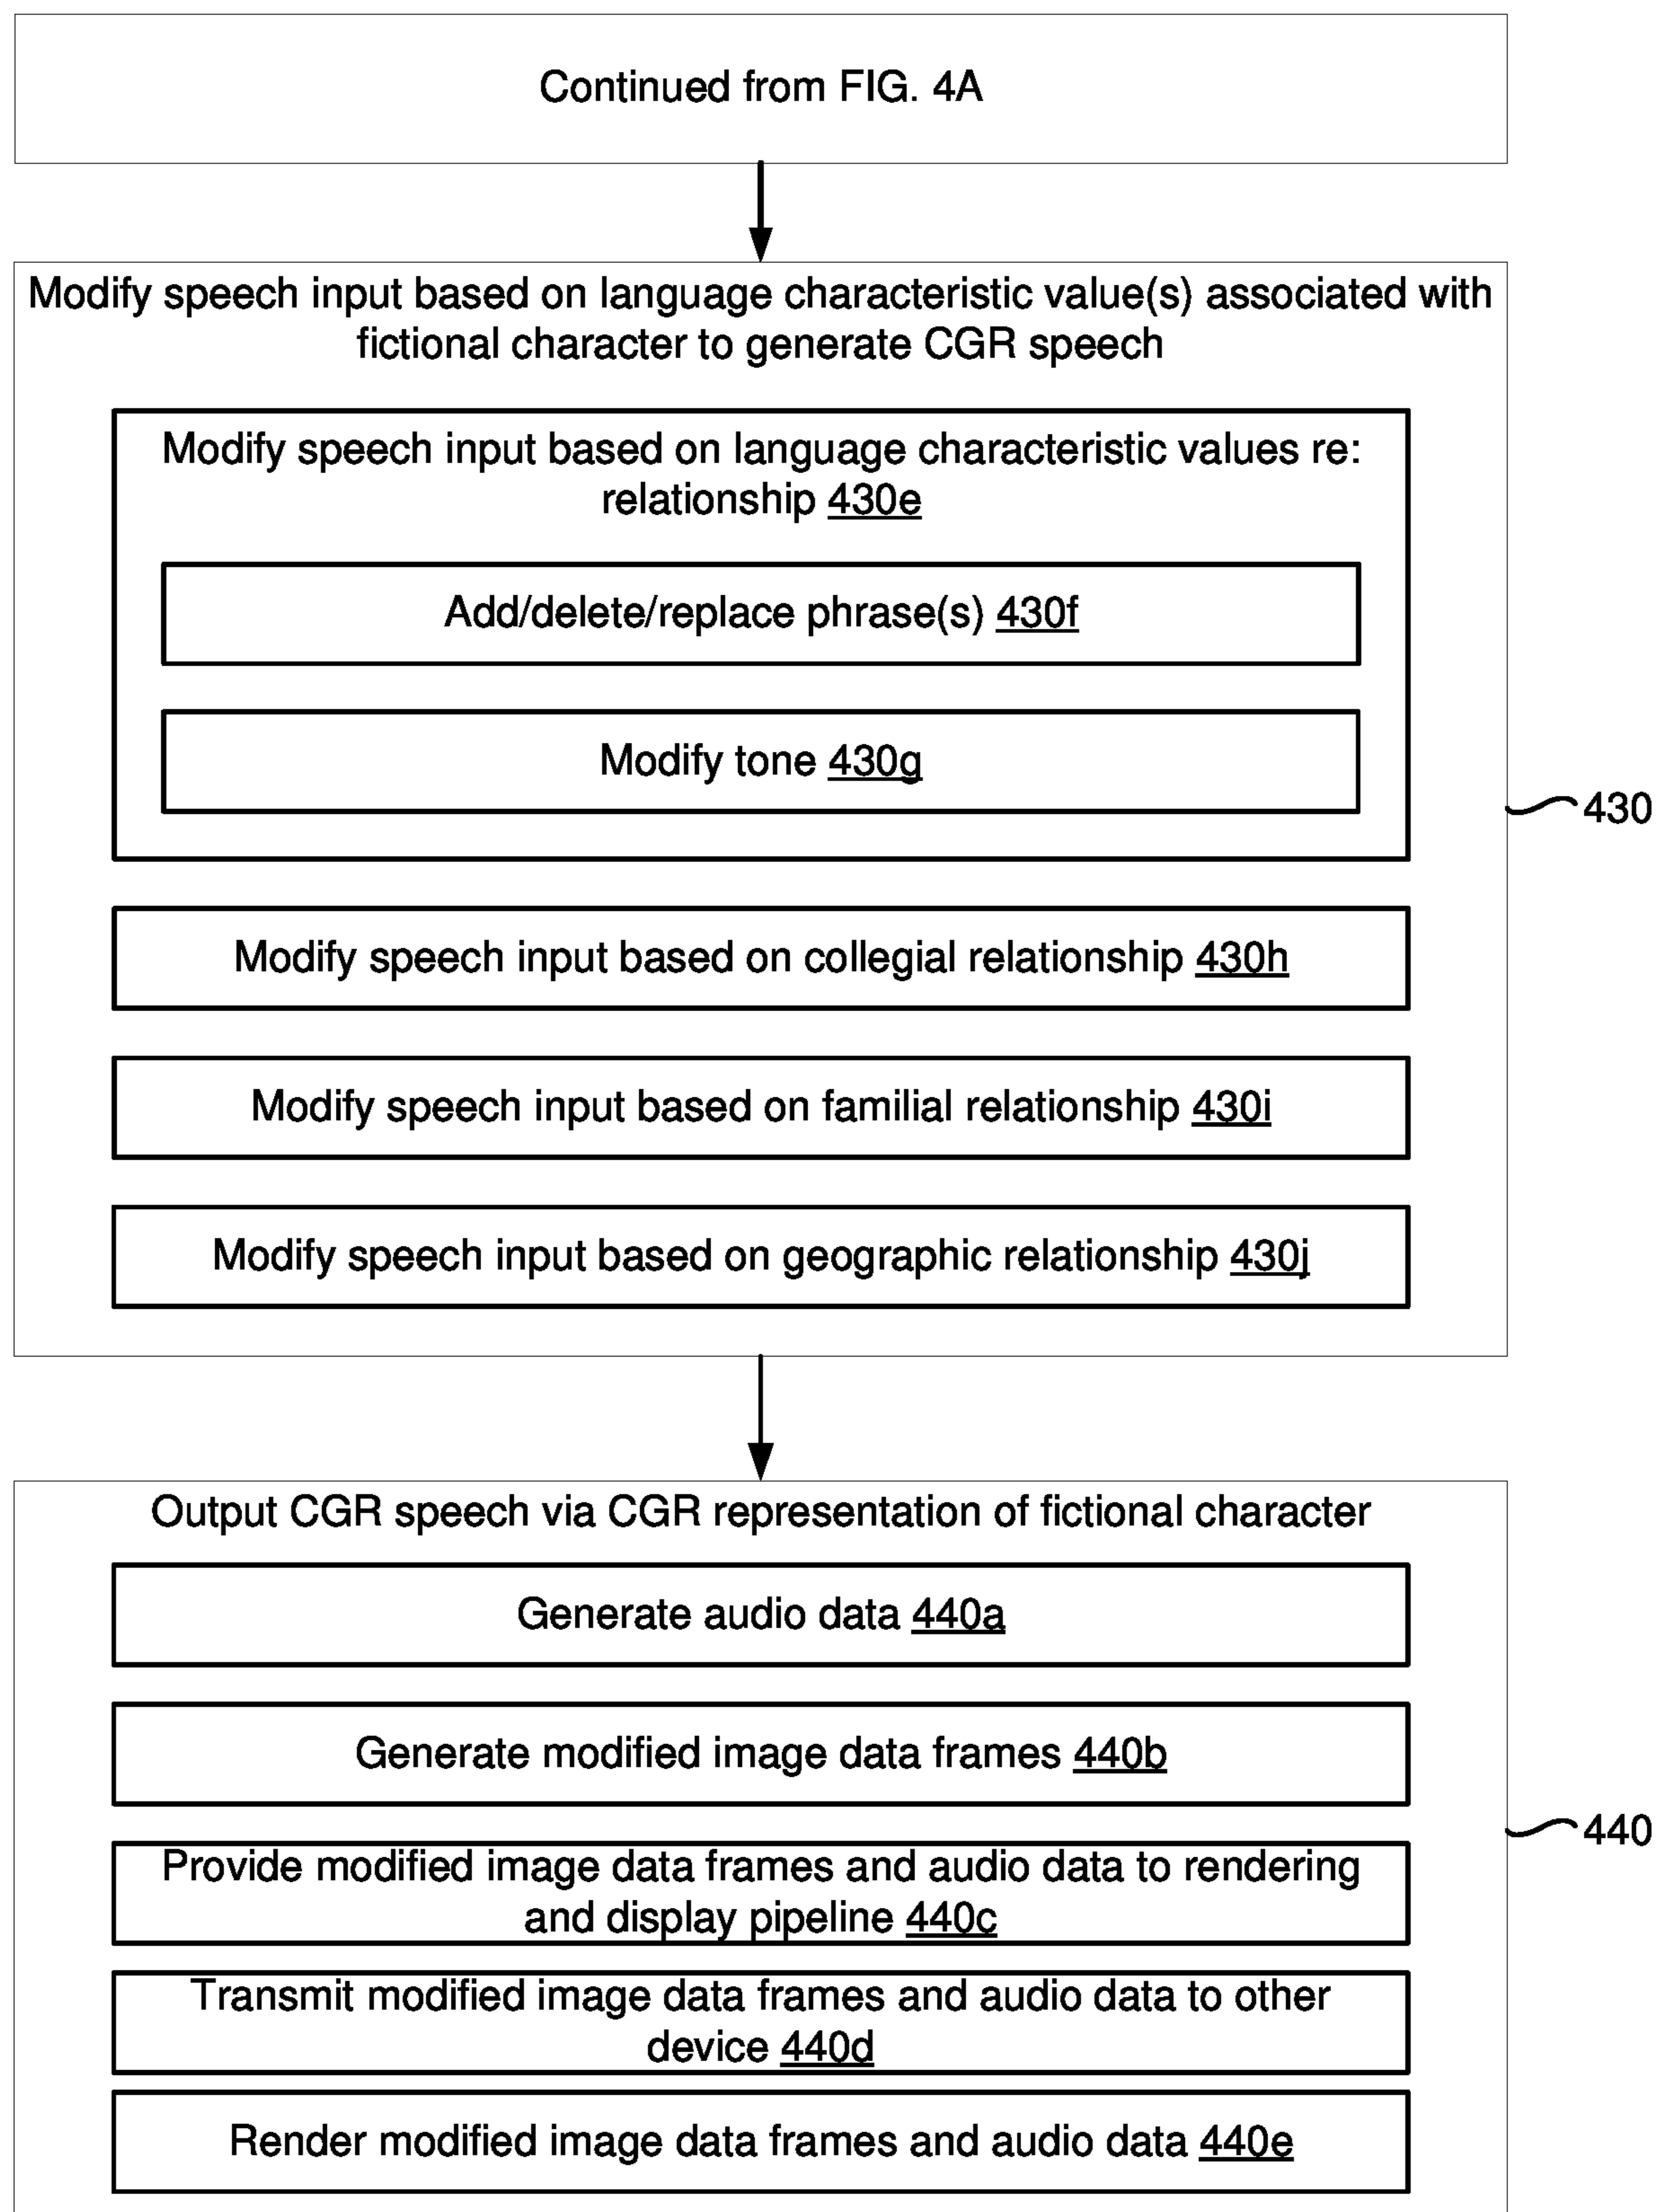 Continued from FIG. 4A
Modify speech input based on language characteristic value(s) associated with
fictional character to generate CGR speech
Modify speech input based on language characteristic values re:
relationship 430e
Add/delete/replace phrase(s) 430f
Modify tone 430g
430
Modify speech input based on collegial relationship 430h
Modify speech input based on familial relationship 430i
Modify speech input based on geographic relationship 430j
Output CGR speech via CGR representation of fictional character
Generate audio data 440a
Generate modified image data frames 440b
440
Provide modified image data frames and audio data to rendering
and display pipeline 440c
Transmit modified image data frames and audio data to other
device 440d
Render modified image data frames and audio data 440e